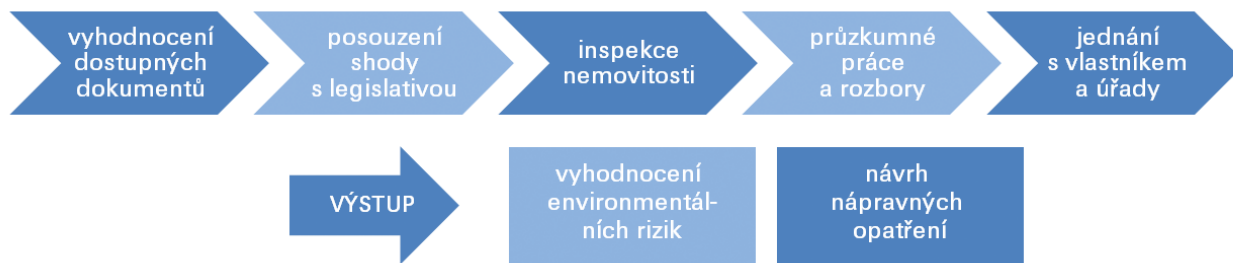 vyhodnocení
dostupných
dokumentů
posouzení
shody
s legislativou
inspekce
nemovitosti
průzkumné
práce
a rozbory
jednání
s vlastníkem
a úřady
VÝSTUP
vyhodnocení
environmentál-
ních rizik
návrh
nápravných
opatření